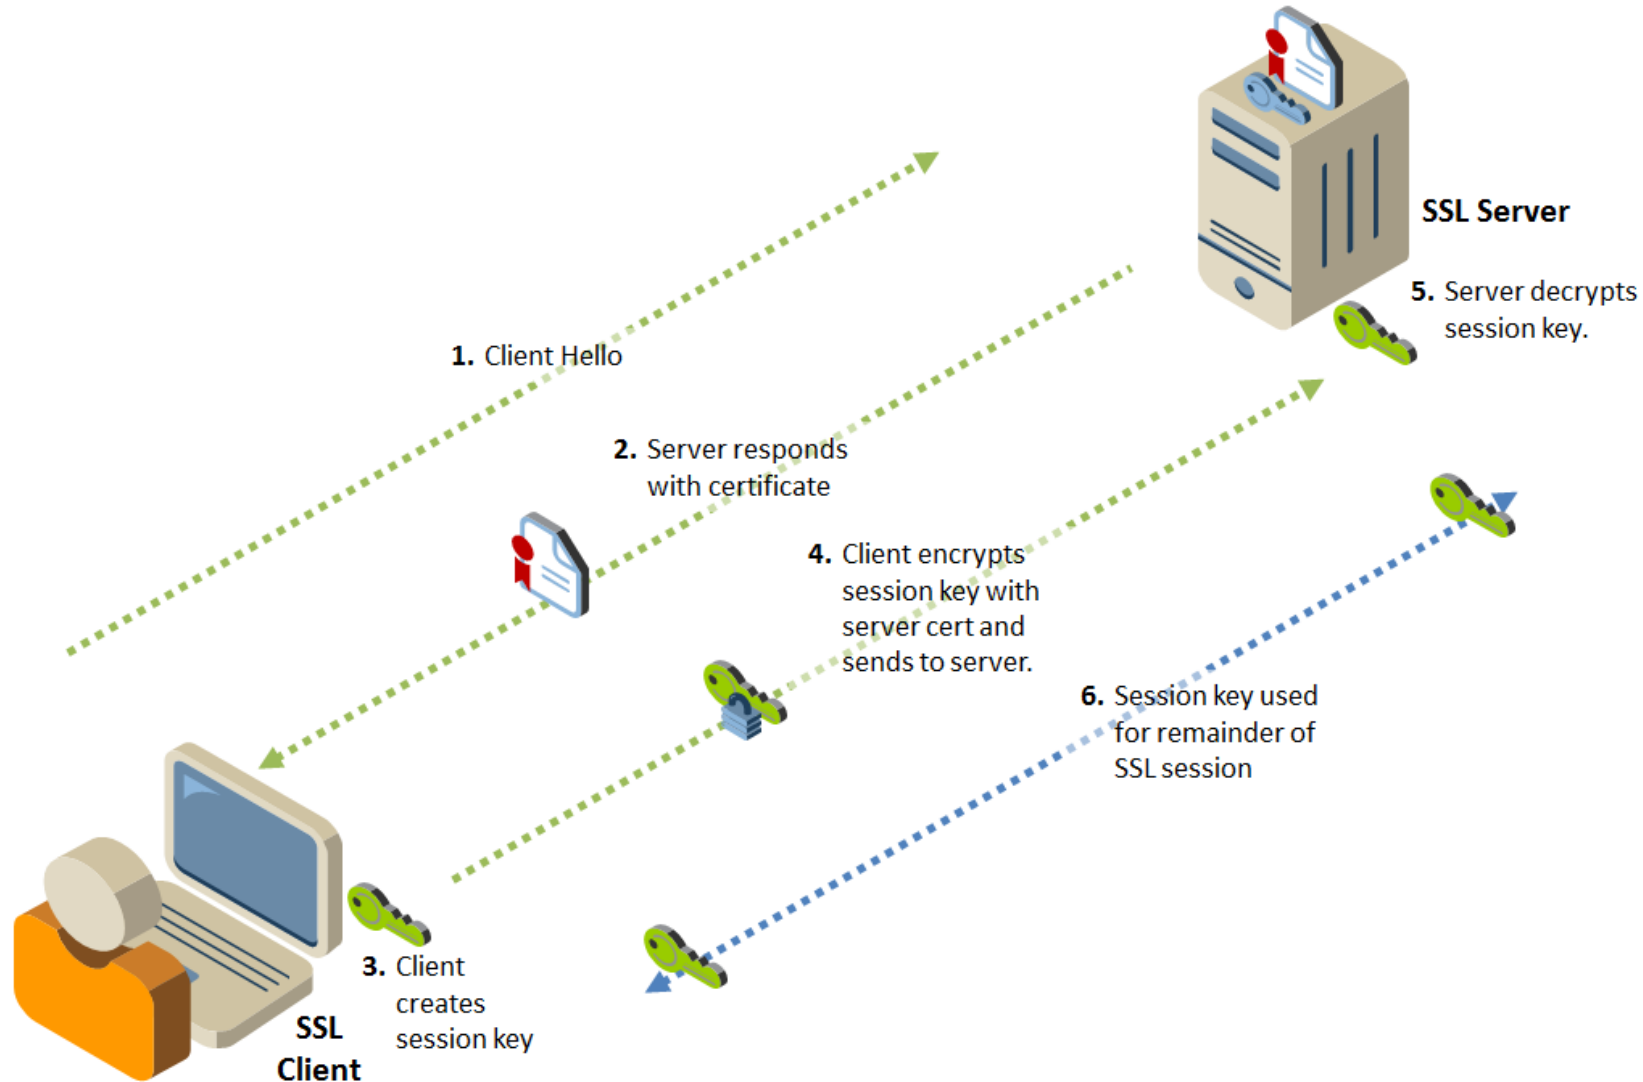 SSL Server
5. Server decrypts
session key.
1. Client Hello
2. Server responds
with certificate
4. Client encrypts
session key with
server cert and
sends to server.
6. Session key used
for remainder of
SSL session
3. Client
creates
session key
SSL
Client